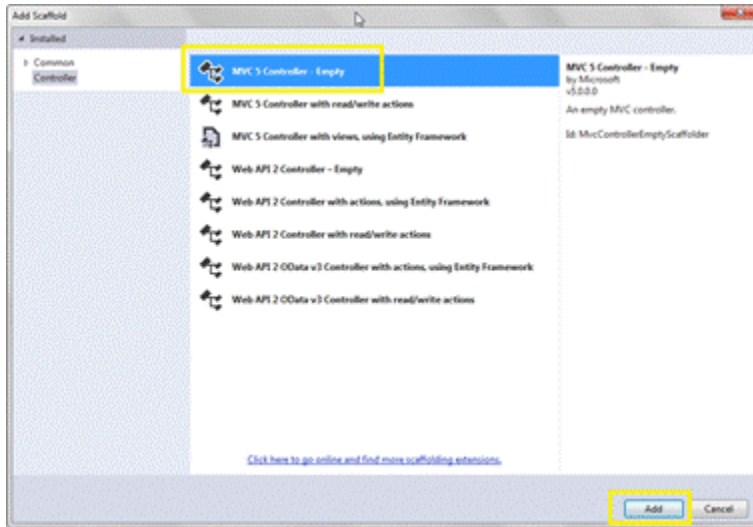 Add Scaffold
Installed
Common
Controller
MVC 5 Controller - Empty
MVC 5 Controller with read/write actions
MVC 5 Controller with views, using Entity Framework
Web API 2 Controller - Empty
Web API 2 Controller with actions, using Entity Framework
Web API 2 Controller with read/write actions
Web API 2 OData v3 Controller with actions, using Entity Framework
Web API 2 OData v3 Controller with read/write actions
Click here to go online and find more scaffolding extensions.
MVC 5 Controller - Empty
by Microsoft
v5.0.0.0
An empty MVC controller.
Id: MvcControllerEmptyScaffolder
Add
Cancel